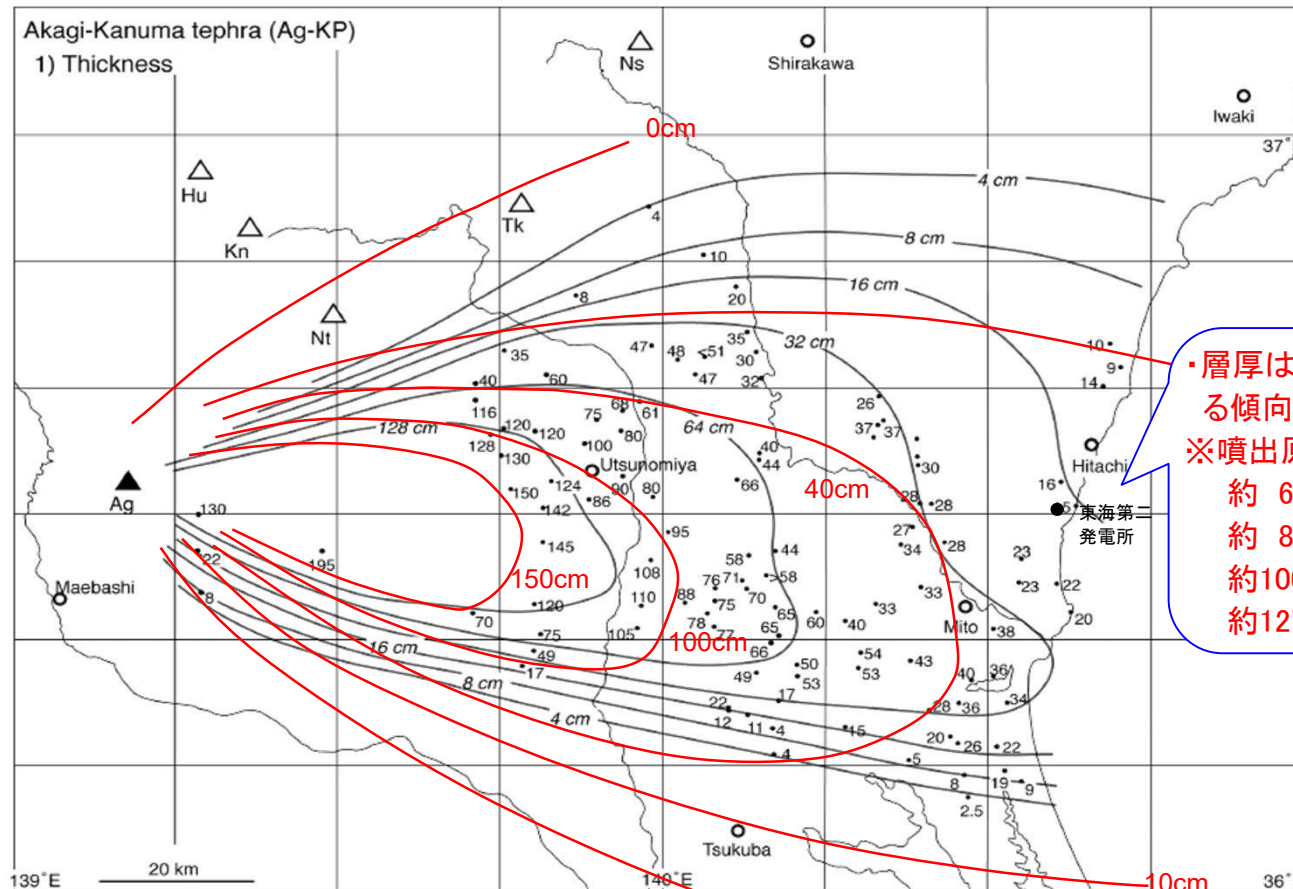 Akagi-Kanuma tephra (Ag-KP)
1) Thickness
Ns
Shirakawa
Iwaki
0cm
37°
Hu
Kn
Tk
4
4 cm
8 cm
10
8
20
16 cm
Nt
35
47
48
<51
35
30
32 cm
10
9
14
・層厚は
る傾向
※噴出原
約 6
約 8
約100
約127
40
60
47
32
116
68
61
26
75
37
37
128 cm
120
128
120
80
64 cm
100
40
44
30
Hitachi
130
Utsunomiya
90
80
66
40cm
16
Ag
150
124
86
28
28
5
東海第二
発電所
130
142
95
27
22
195
145
58
44
34
28
23
Maebashi
8
150cm
108
76
71
>58
70
23
22
120
110
88
75
65
60
33
33
20
70
78
77
65
40
Mito
38
75
105
100cm
66
16 cm
49
54
43
17
49
50
53
53
40
36
8 cm
22
17
28
36
34
4 cm
12
11
4
15
20
26
22
4
5
8
19
9
2.5
Tsukuba
139°E
20 km
140°E
10cm
36°